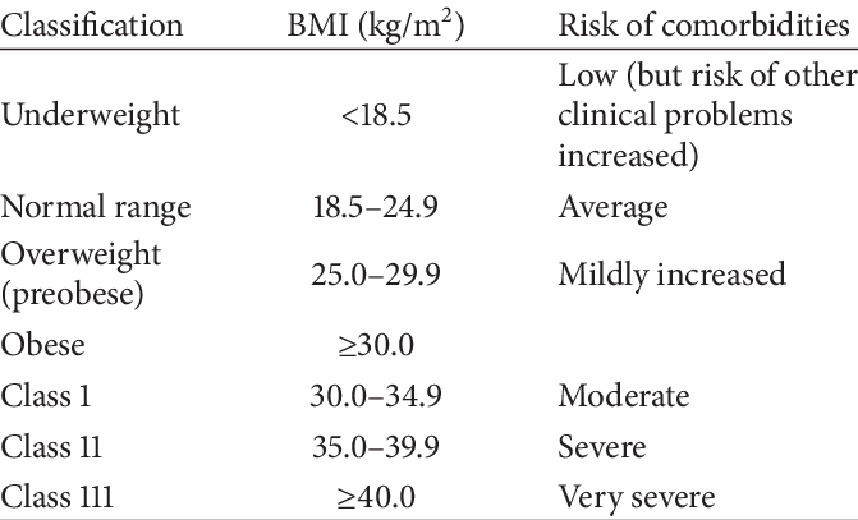 Classification BMI (kg/m²) Risk of comorbidities
Low (but risk of other
Underweight <18.5 clinical problems
increased)
Normal range 18.5–24.9 Average
Overweight
(preobese) 25.0–29.9 Mildly increased
Obese ≥30.0
Class 1 30.0–34.9 Moderate
Class 11 35.0–39.9 Severe
Class 111 ≥40.0 Very severe